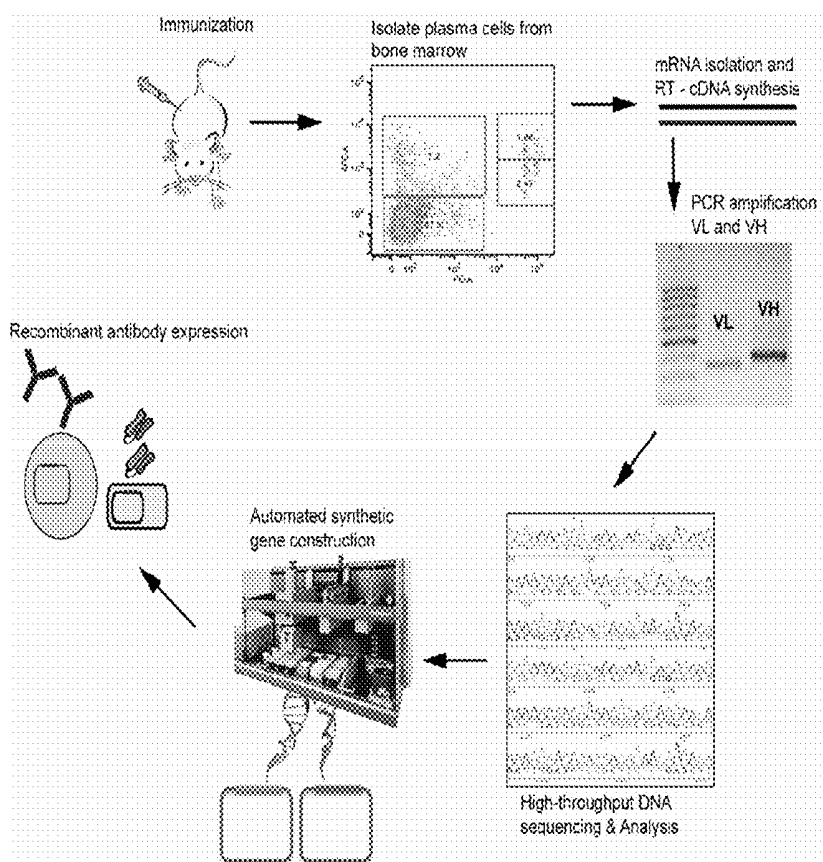 Immunization
Isolate plasma cells from
bone marrow
mRNA isolation and
RT - cDNA synthesis
PCR amplification
VL and VH
VL
VH
Recombinant antibody expression
Automated synthetic
gene construction
High-throughput DNA
sequencing & Analysis